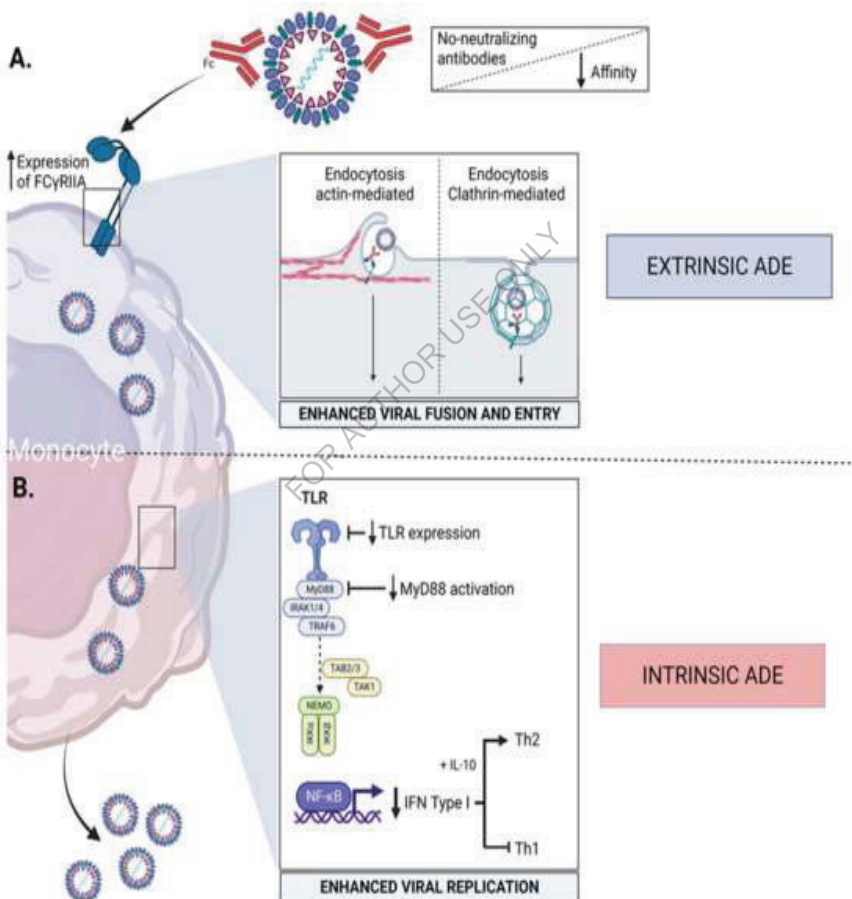 A.
Fc
No-neutralizing
antibodies
Affinity
Expression
of FCγRIIA
Endocytosis
actin-mediated
Endocytosis
Clathrin-mediated
EXTRINSIC ADE
ENHANCED VIRAL FUSION AND ENTRY
FOR AUTHOR USE ONLY
Monocyte
B.
TLR
TLR expression
MyD88
MyD88 activation
IRAK1/4
TRAF6
TAB2/3
TAK1
NEMO
INTRINSIC ADE
Th2
+ IL-10
NF-κB
IFN Type I
Th1
ENHANCED VIRAL REPLICATION